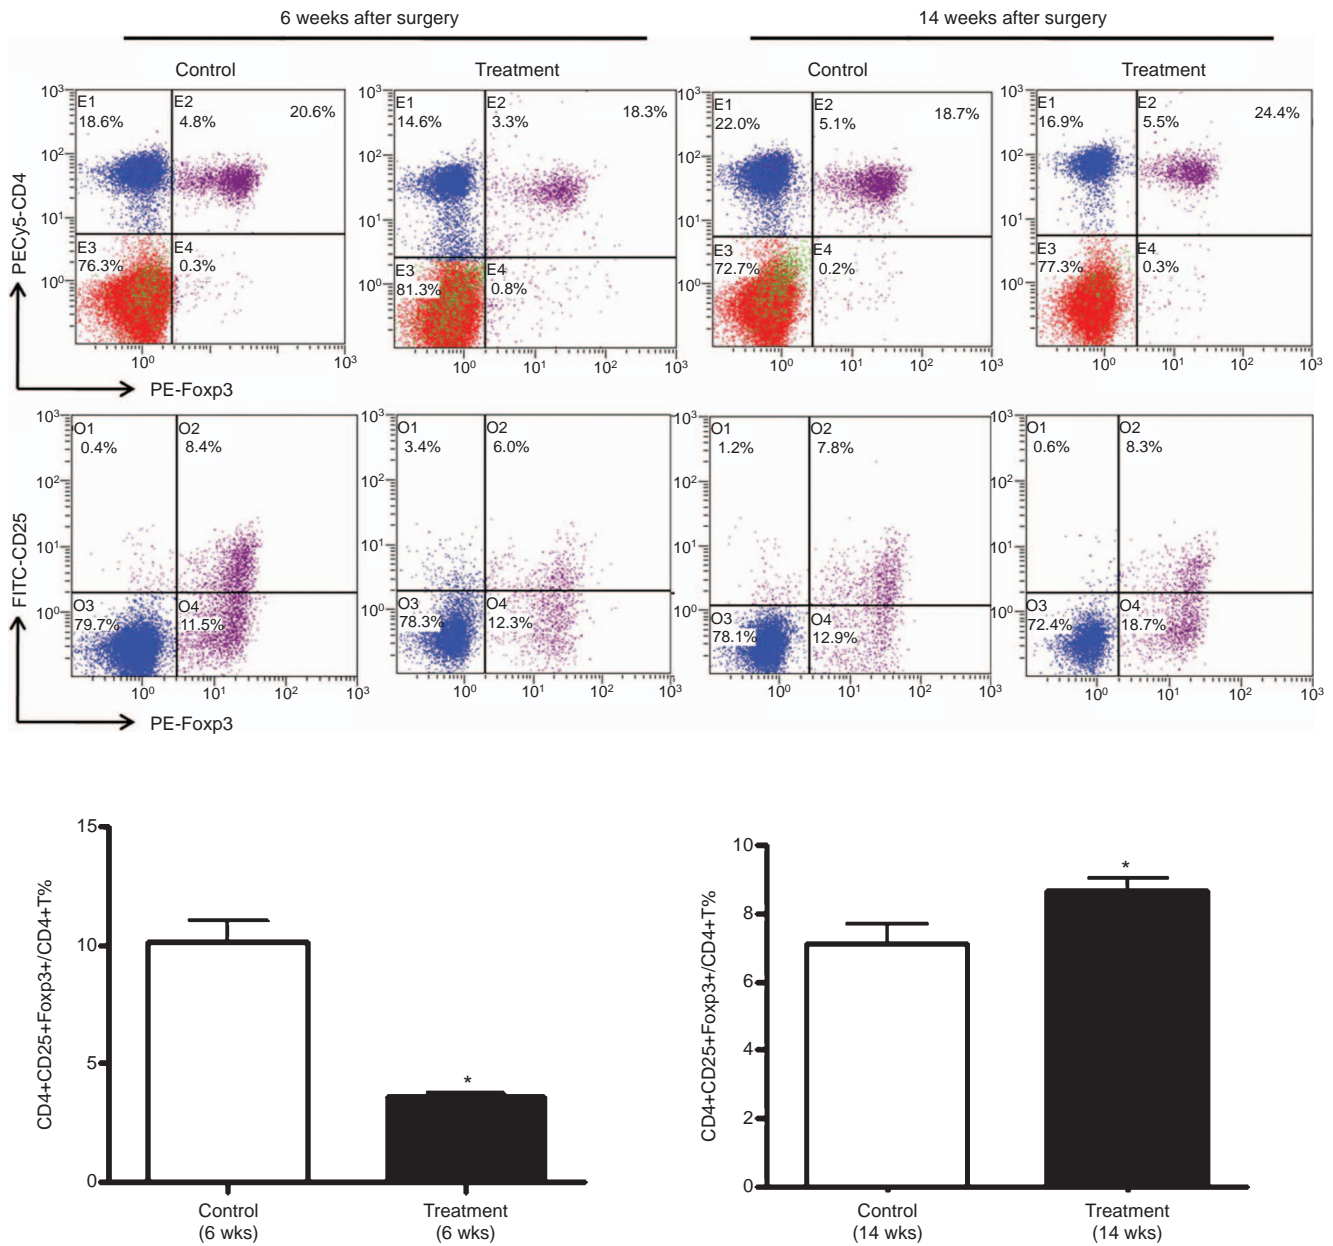 6 weeks after surgery
14 weeks after surgery
Control
Treatment
Control
Treatment
PECy5-CD4
10³
10²
10¹
10⁰
E1
18.6%
E2
4.8%
20.6%
E3
76.3%
E4
0.3%
10⁰
10¹
10²
10³
10³
10²
10¹
10⁰
E1
14.6%
E2
3.3%
18.3%
E3
81.3%
E4
0.8%
10⁰
10¹
10²
10³
10³
10²
10¹
10⁰
E1
22.0%
E2
5.1%
18.7%
E3
72.7%
E4
0.2%
10⁰
10¹
10²
10³
10³
10²
10¹
10⁰
E1
16.9%
E2
5.5%
24.4%
E3
77.3%
E4
0.3%
10⁰
10¹
10²
10³
PE-Foxp3
FITC-CD25
10³
10²
10¹
10⁰
O1
0.4%
O2
8.4%
O3
79.7%
O4
11.5%
10⁰
10¹
10²
10³
10³
10²
10¹
10⁰
O1
3.4%
O2
6.0%
O3
78.3%
O4
12.3%
10⁰
10¹
10²
10³
10³
10²
10¹
10⁰
O1
1.2%
O2
7.8%
O3
78.1%
O4
12.9%
10⁰
10¹
10²
10³
10³
10²
10¹
10⁰
O1
0.6%
O2
8.3%
O3
72.4%
O4
18.7%
10⁰
10¹
10²
10³
PE-Foxp3
CD4+CD25+Foxp3+/CD4+T%
15
10
5
0
*
Control
(6 wks)
Treatment
(6 wks)
CD4+CD25+Foxp3+/CD4+T%
10
8
6
4
2
0
*
Control
(14 wks)
Treatment
(14 wks)